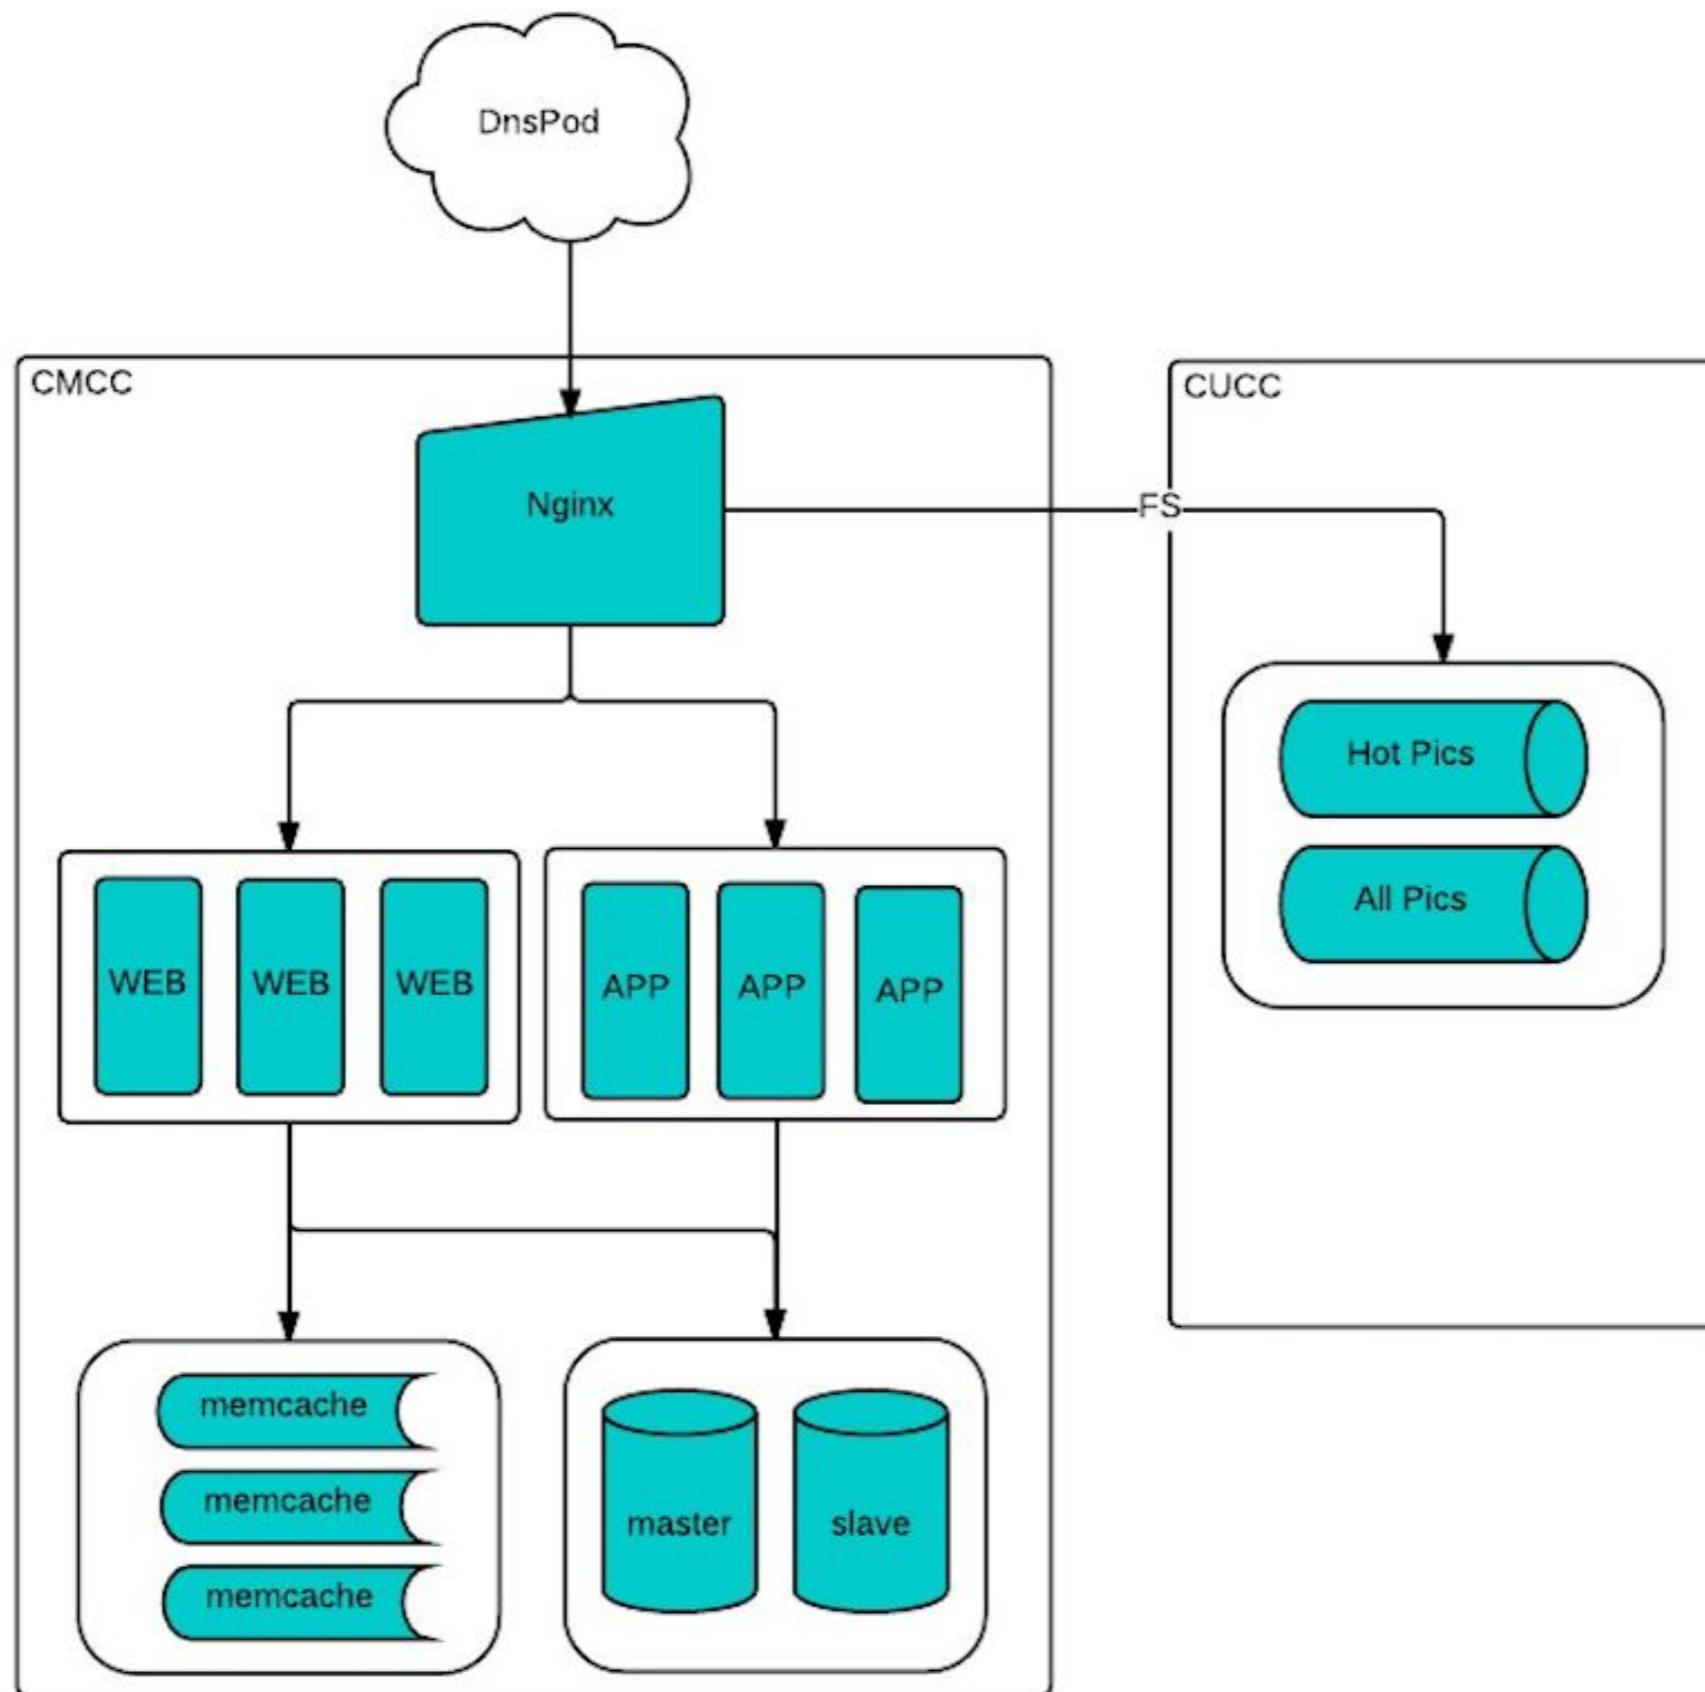 DnsPod
CMCC
CUCC
Nginx
FS
Hot Pics
All Pics
WEB
WEB
WEB
APP
APP
APP
memcache
memcache
memcache
master
slave